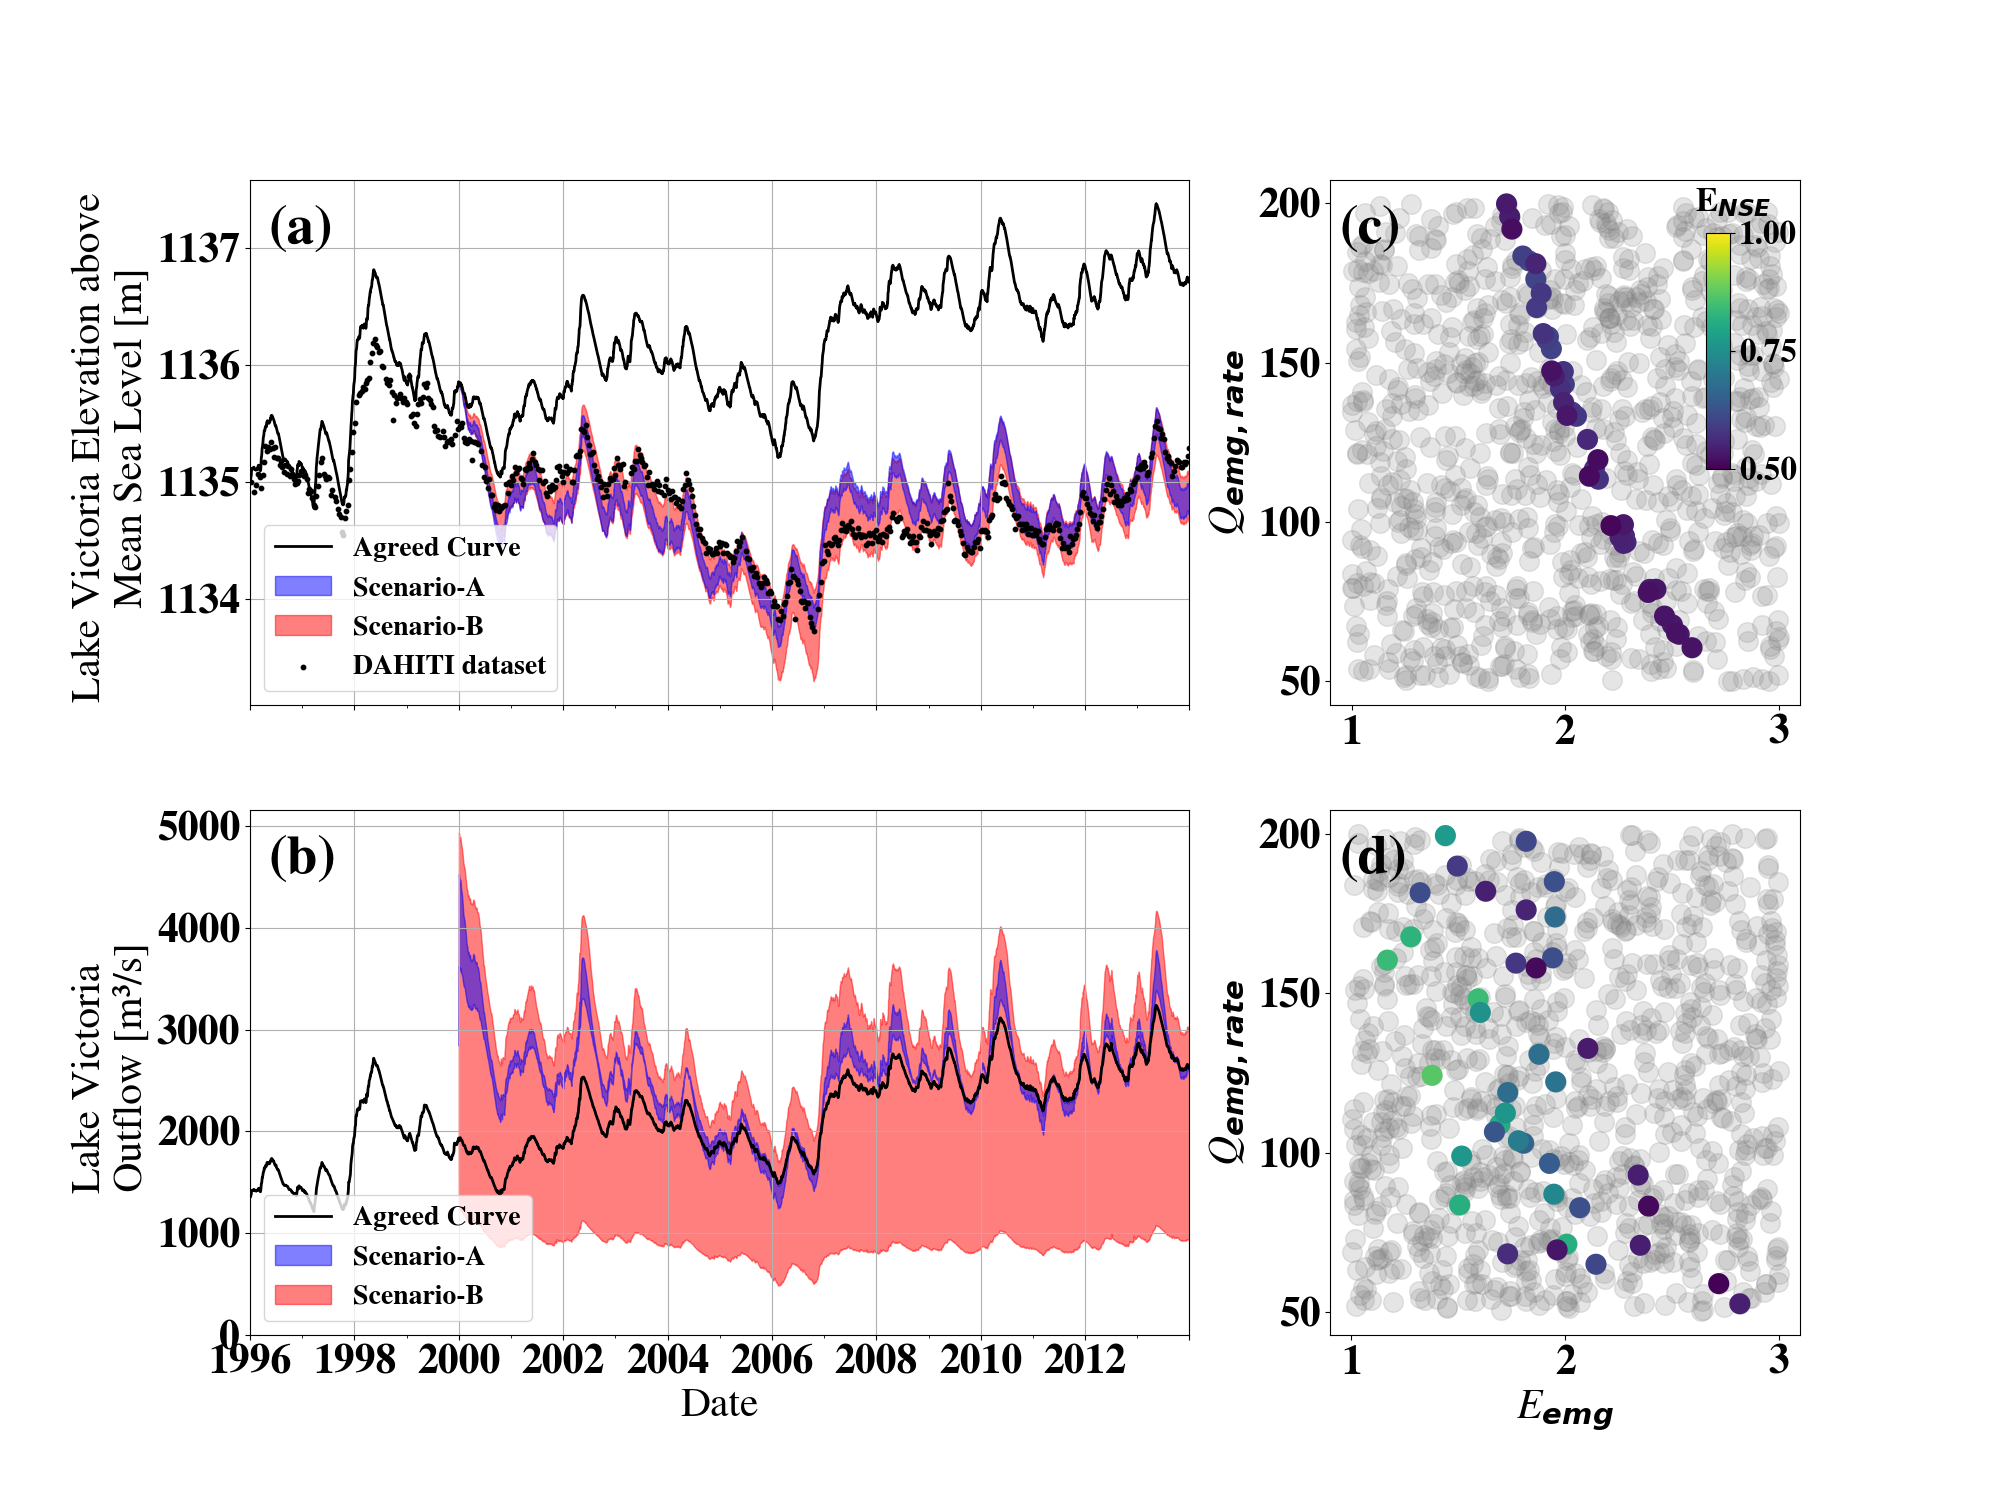 (a)
Lake Victoria Elevation above
Mean Sea Level [m]
1137
1136
1135
1134
Agreed Curve
Scenario-A
Scenario-B
DAHITI dataset
(c)
E_NSE
1.00
0.75
0.50
Q_emg, rate
200
150
100
50
1 2 3
(b)
Lake Victoria
Outflow [m³/s]
5000
4000
3000
2000
1000
0
Agreed Curve
Scenario-A
Scenario-B
1996 1998 2000 2002 2004 2006 2008 2010 2012
Date
(d)
Q_emg, rate
200
150
100
50
1 2 3
E_emg